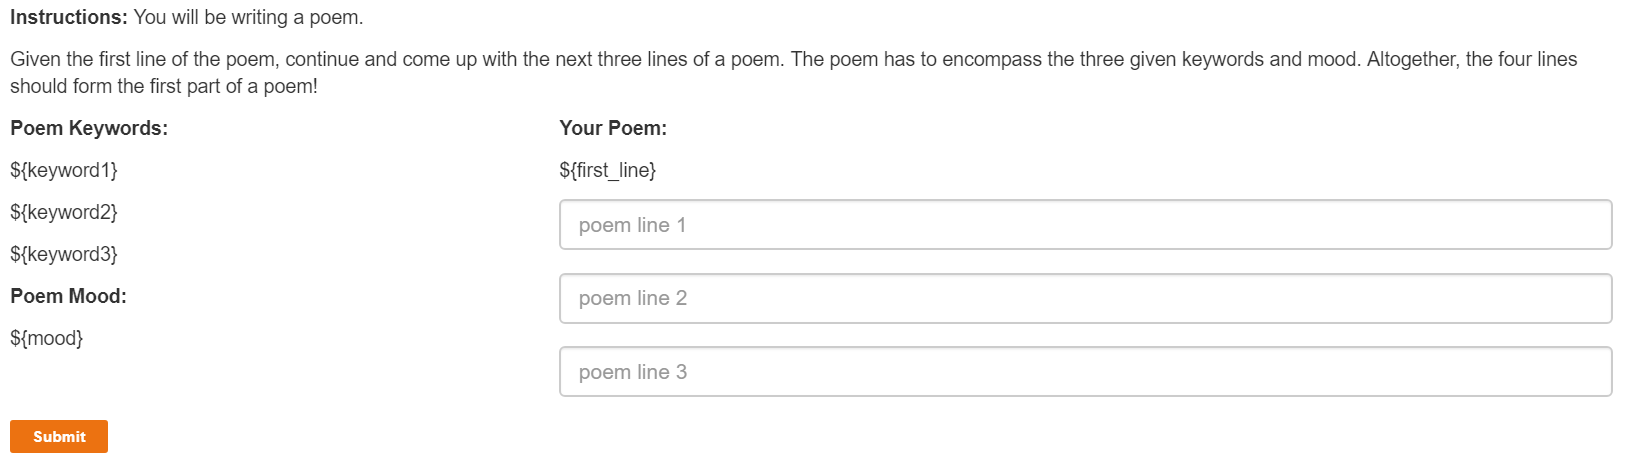 Instructions: You will be writing a poem.
Given the first line of the poem, continue and come up with the next three lines of a poem. The poem has to encompass the three given keywords and mood. Altogether, the four lines
should form the first part of a poem!
Poem Keywords:
${keyword1}
${keyword2}
${keyword3}
Poem Mood:
${mood}
Your Poem:
${first_line}
poem line 1
poem line 2
poem line 3
Submit